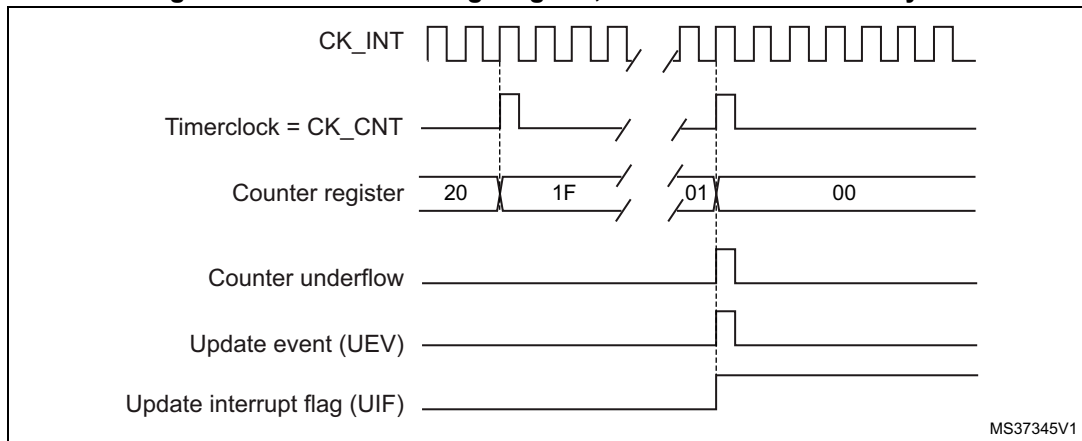 CK_INT
Timerclock = CK_CNT
Counter register
20 1F 01 00
Counter underflow
Update event (UEV)
Update interrupt flag (UIF)
MS37345V1